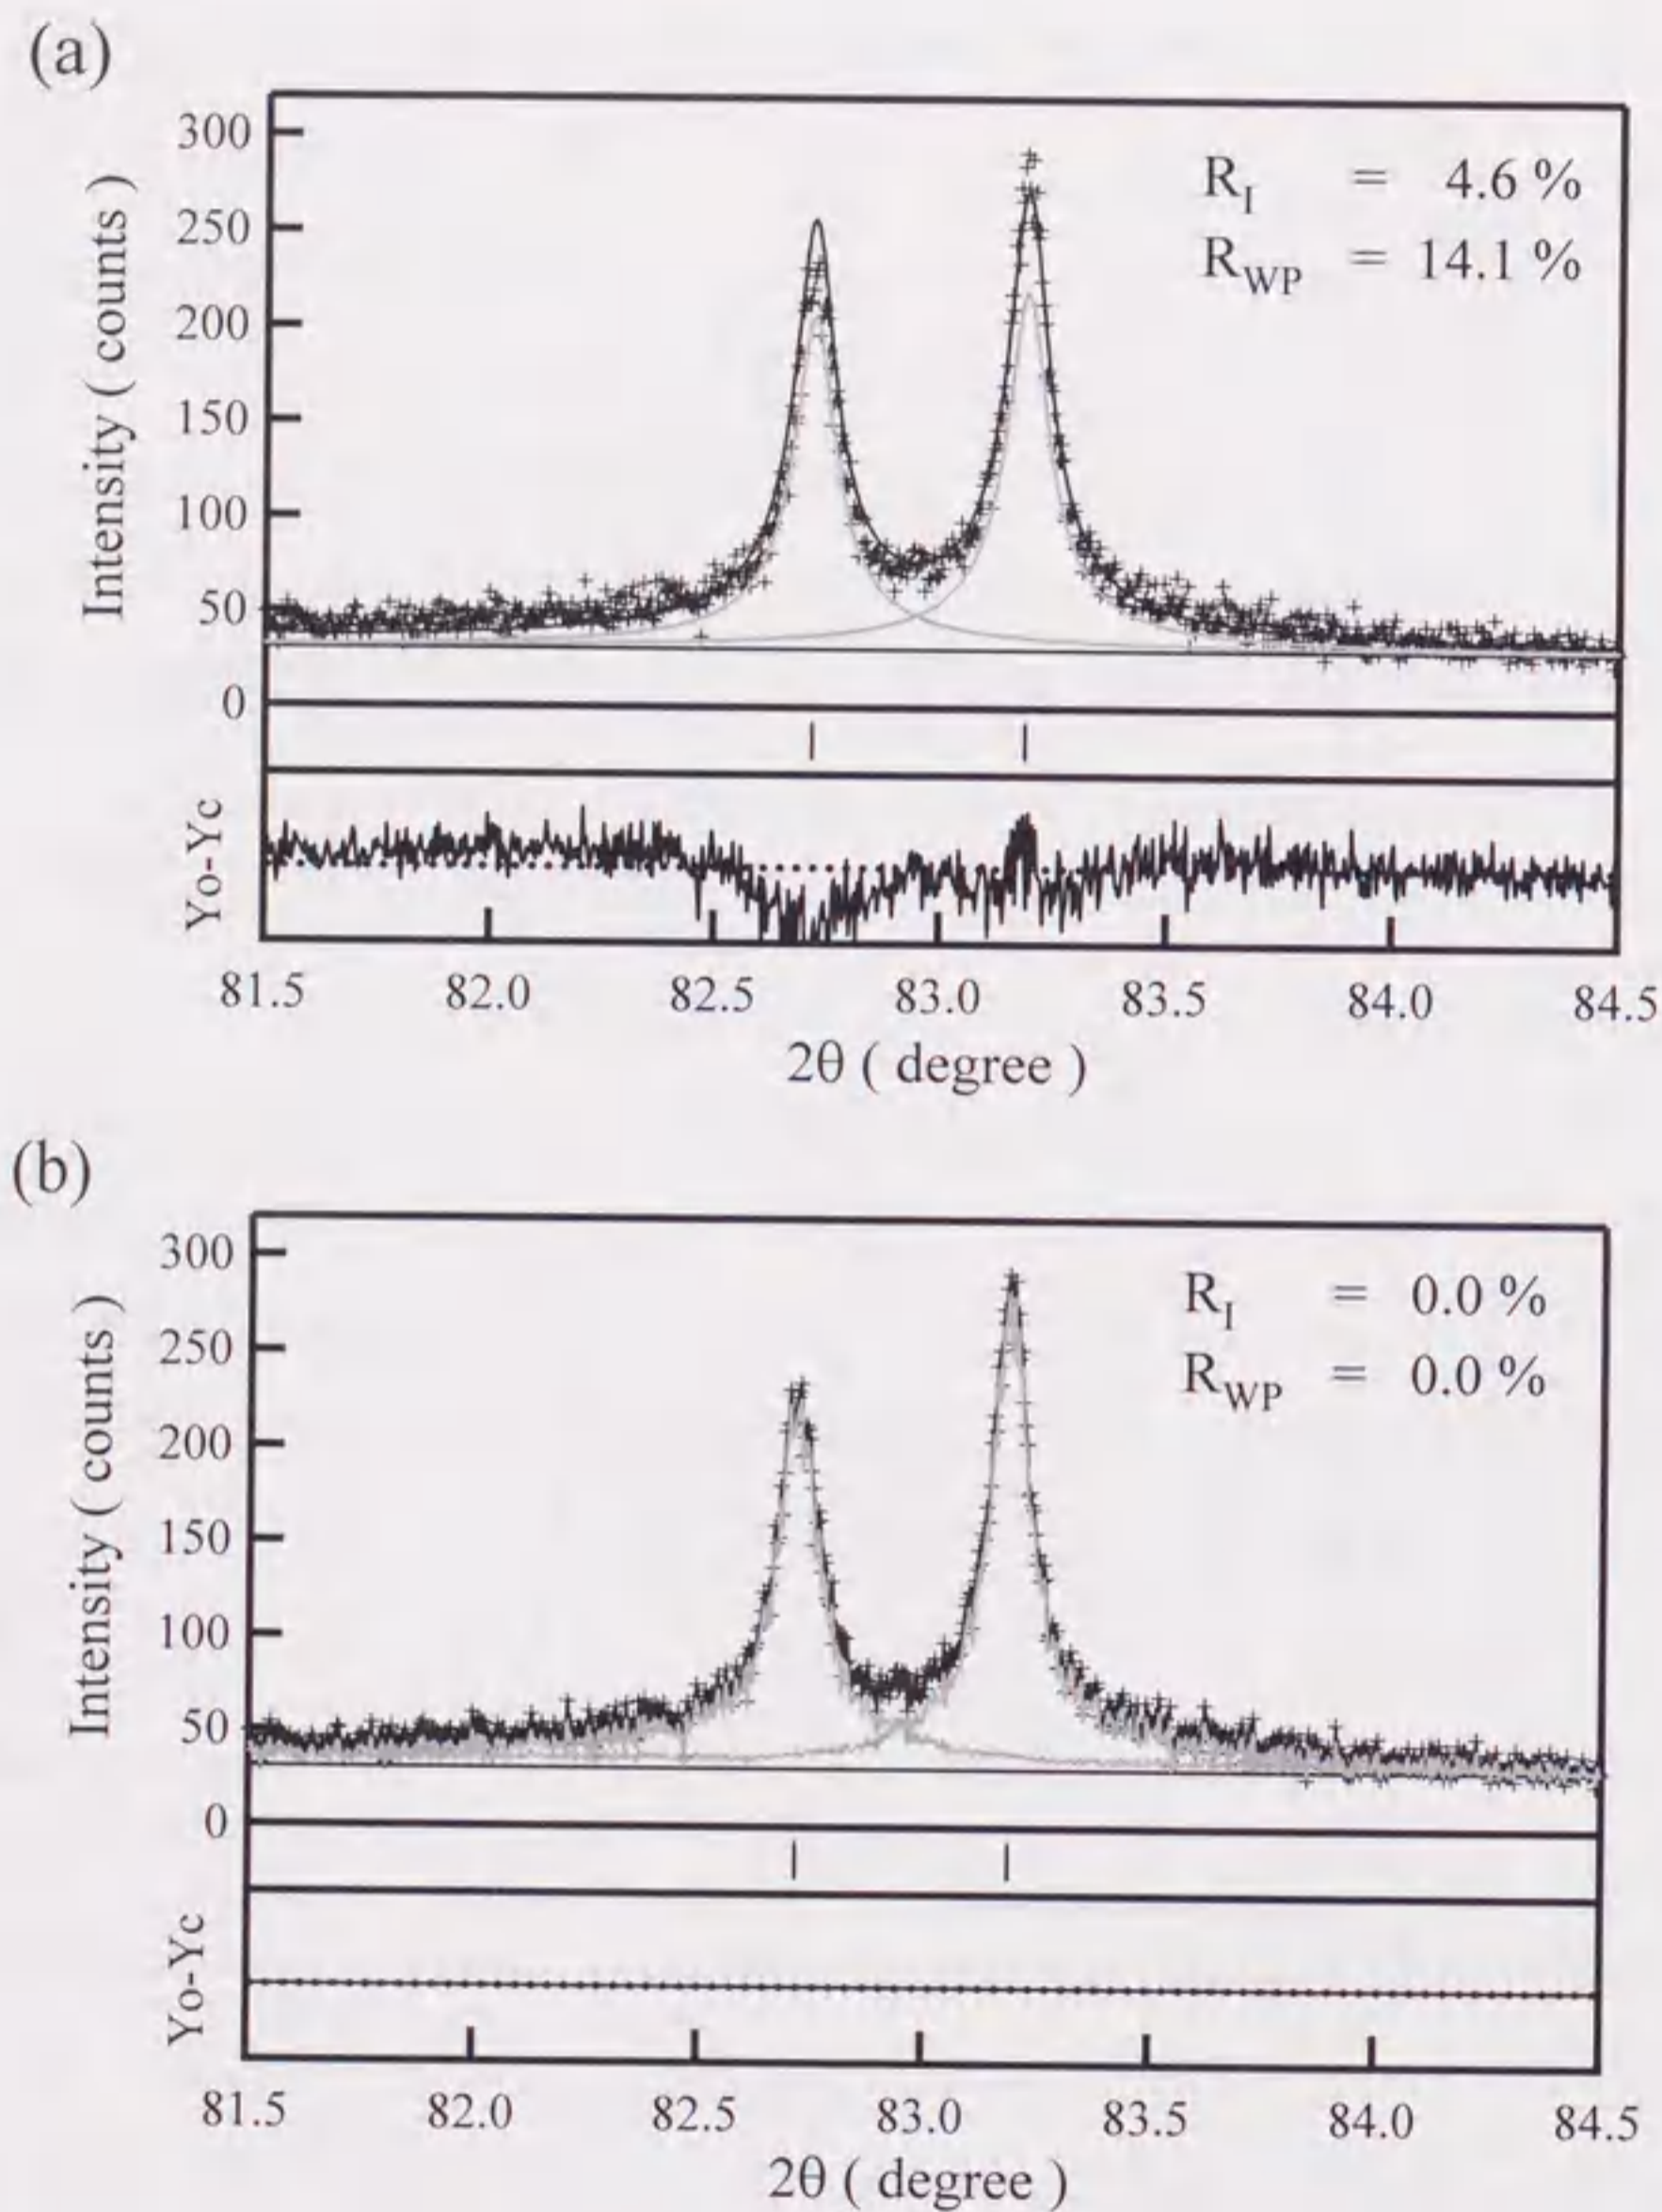 (a)
300
250
200
150
100
50
0
Intensity ( counts )
R_I = 4.6 %
R_WP = 14.1 %
Yo-Yc
81.5 82.0 82.5 83.0 83.5 84.0 84.5
2θ ( degree )
(b)
300
250
200
150
100
50
0
Intensity ( counts )
R_I = 0.0 %
R_WP = 0.0 %
Yo-Yc
81.5 82.0 82.5 83.0 83.5 84.0 84.5
2θ ( degree )